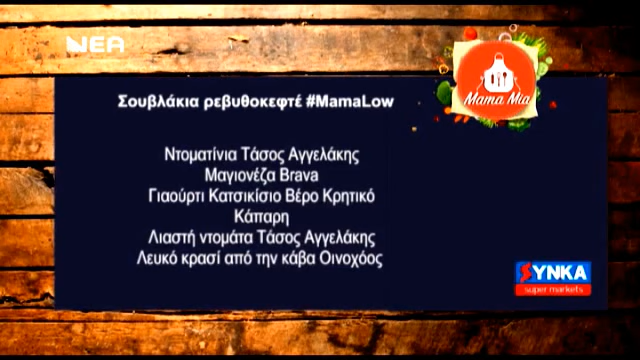 NEA
Mama Mia
Σουβλάκια ρεβυθοκεφτέ #MamaLow
Ντοματίνια Τάσος Αγγελάκης
Μαγιονέζα Brava
Γιαούρτι Κατσικίσιο Βέρο Κρητικό
Κάπαρη
Λιαστή ντομάτα Τάσος Αγγελάκης
Λευκό κρασί από την κάβα Οινοχόος
SYNKA
super markets